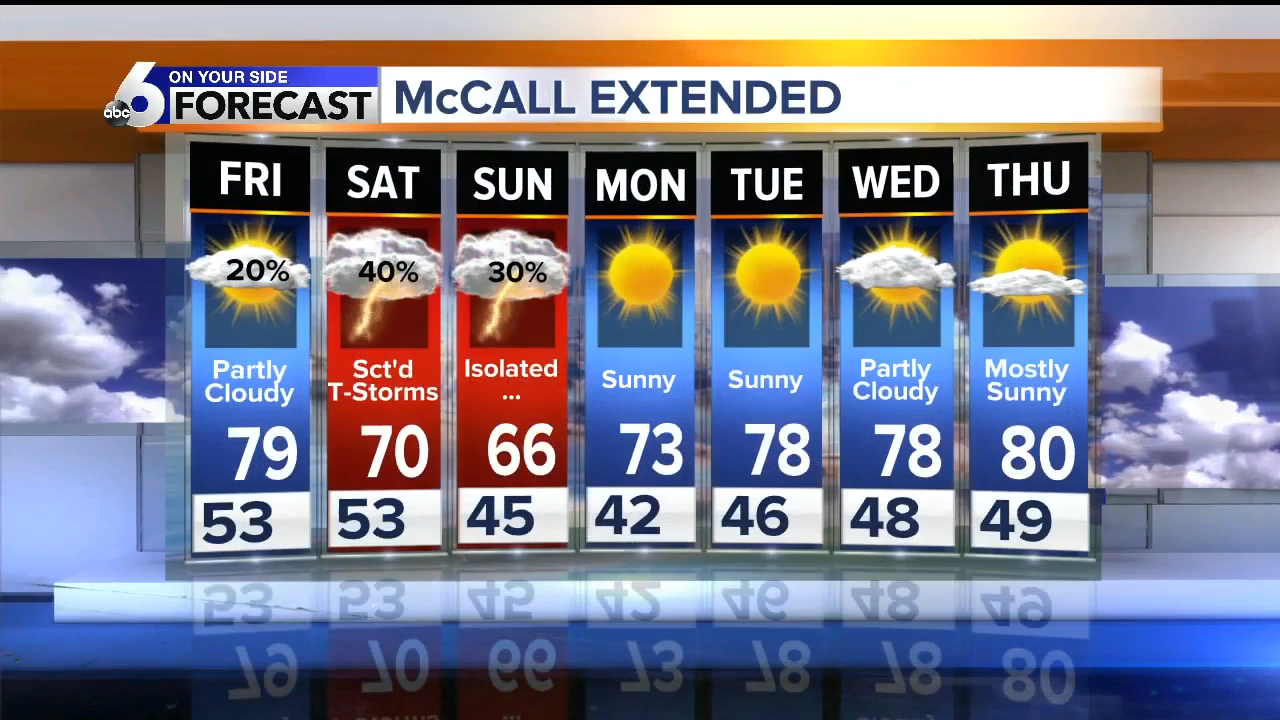 abc 6 ON YOUR SIDE
FORECAST
McCALL EXTENDED
FRI SAT SUN MON TUE WED THU
20% 40% 30%
Partly Cloudy
Sct'd T-Storms
Isolated ...
Sunny
Sunny
Partly Cloudy
Mostly Sunny
79 70 66 73 78 78 80
53 53 45 42 46 48 49